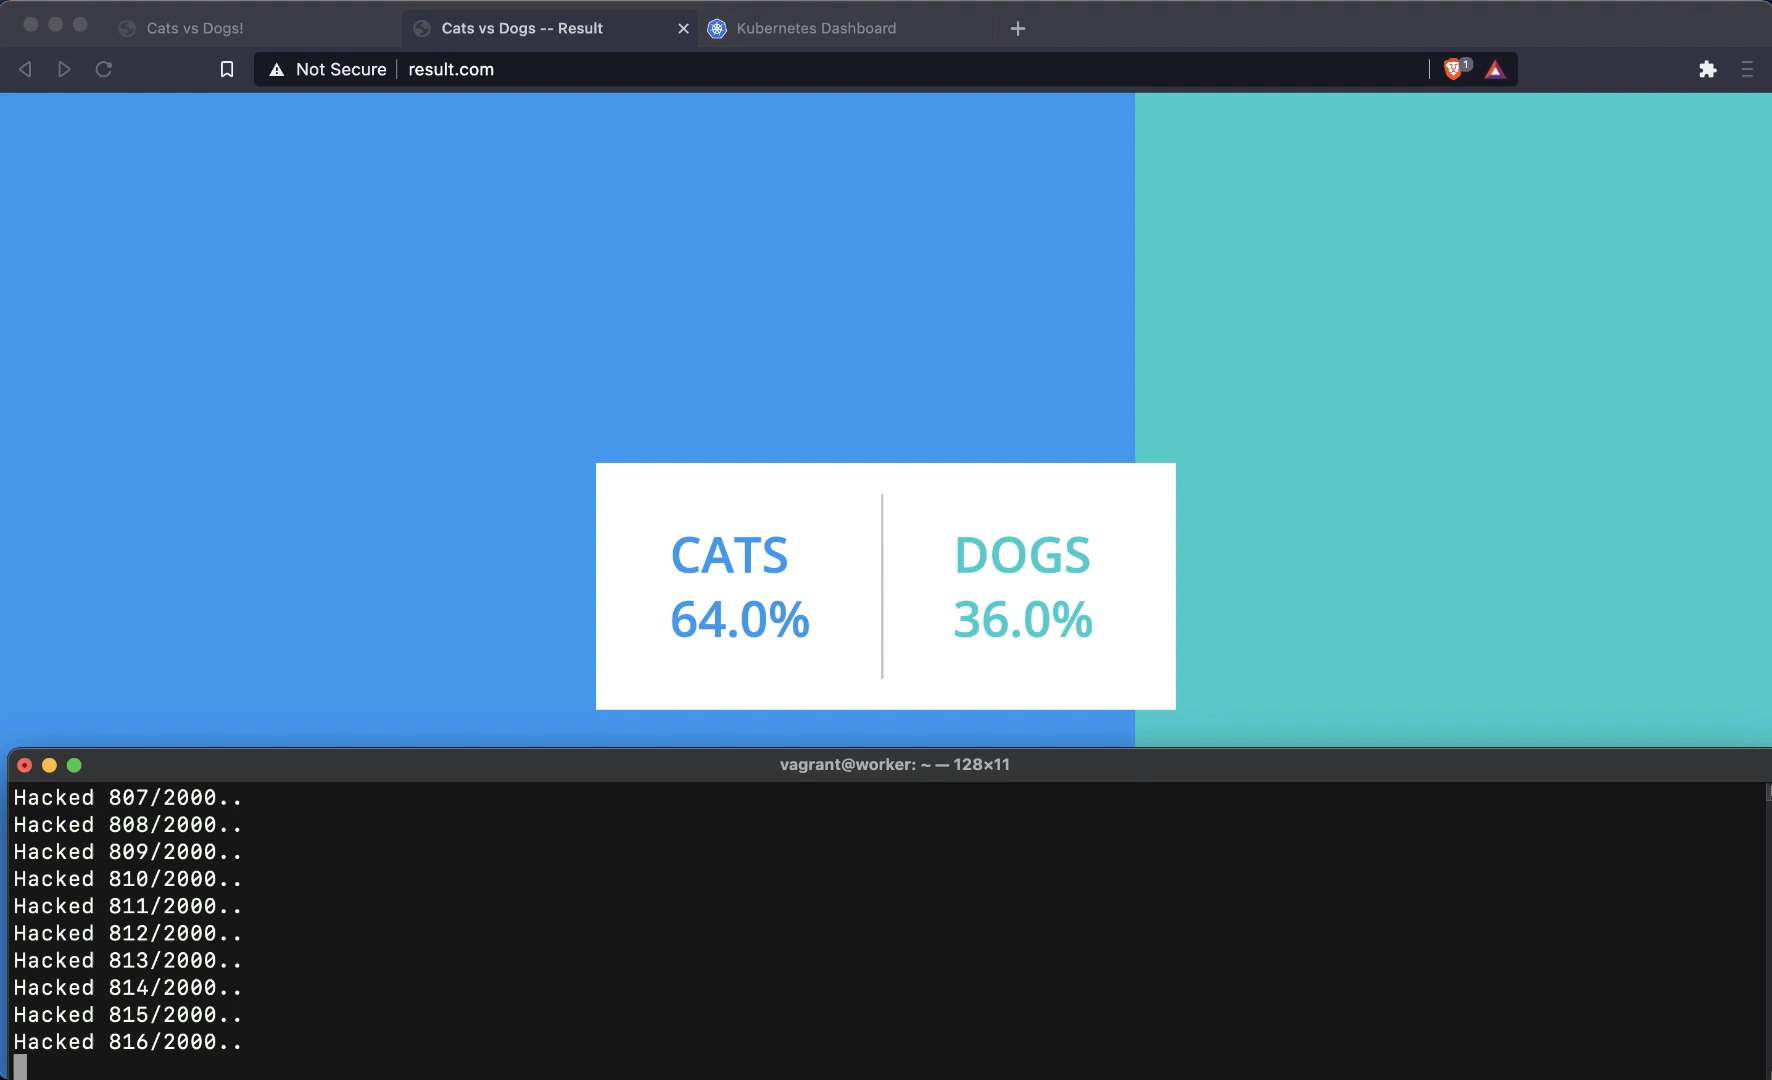 Cats vs Dogs!
Cats vs Dogs -- Result
Kubernetes Dashboard
Not Secure
result.com
1
CATS
64.0%
DOGS
36.0%
vagrant@worker: ~ — 128×11
Hacked 807/2000..
Hacked 808/2000..
Hacked 809/2000..
Hacked 810/2000..
Hacked 811/2000..
Hacked 812/2000..
Hacked 813/2000..
Hacked 814/2000..
Hacked 815/2000..
Hacked 816/2000..